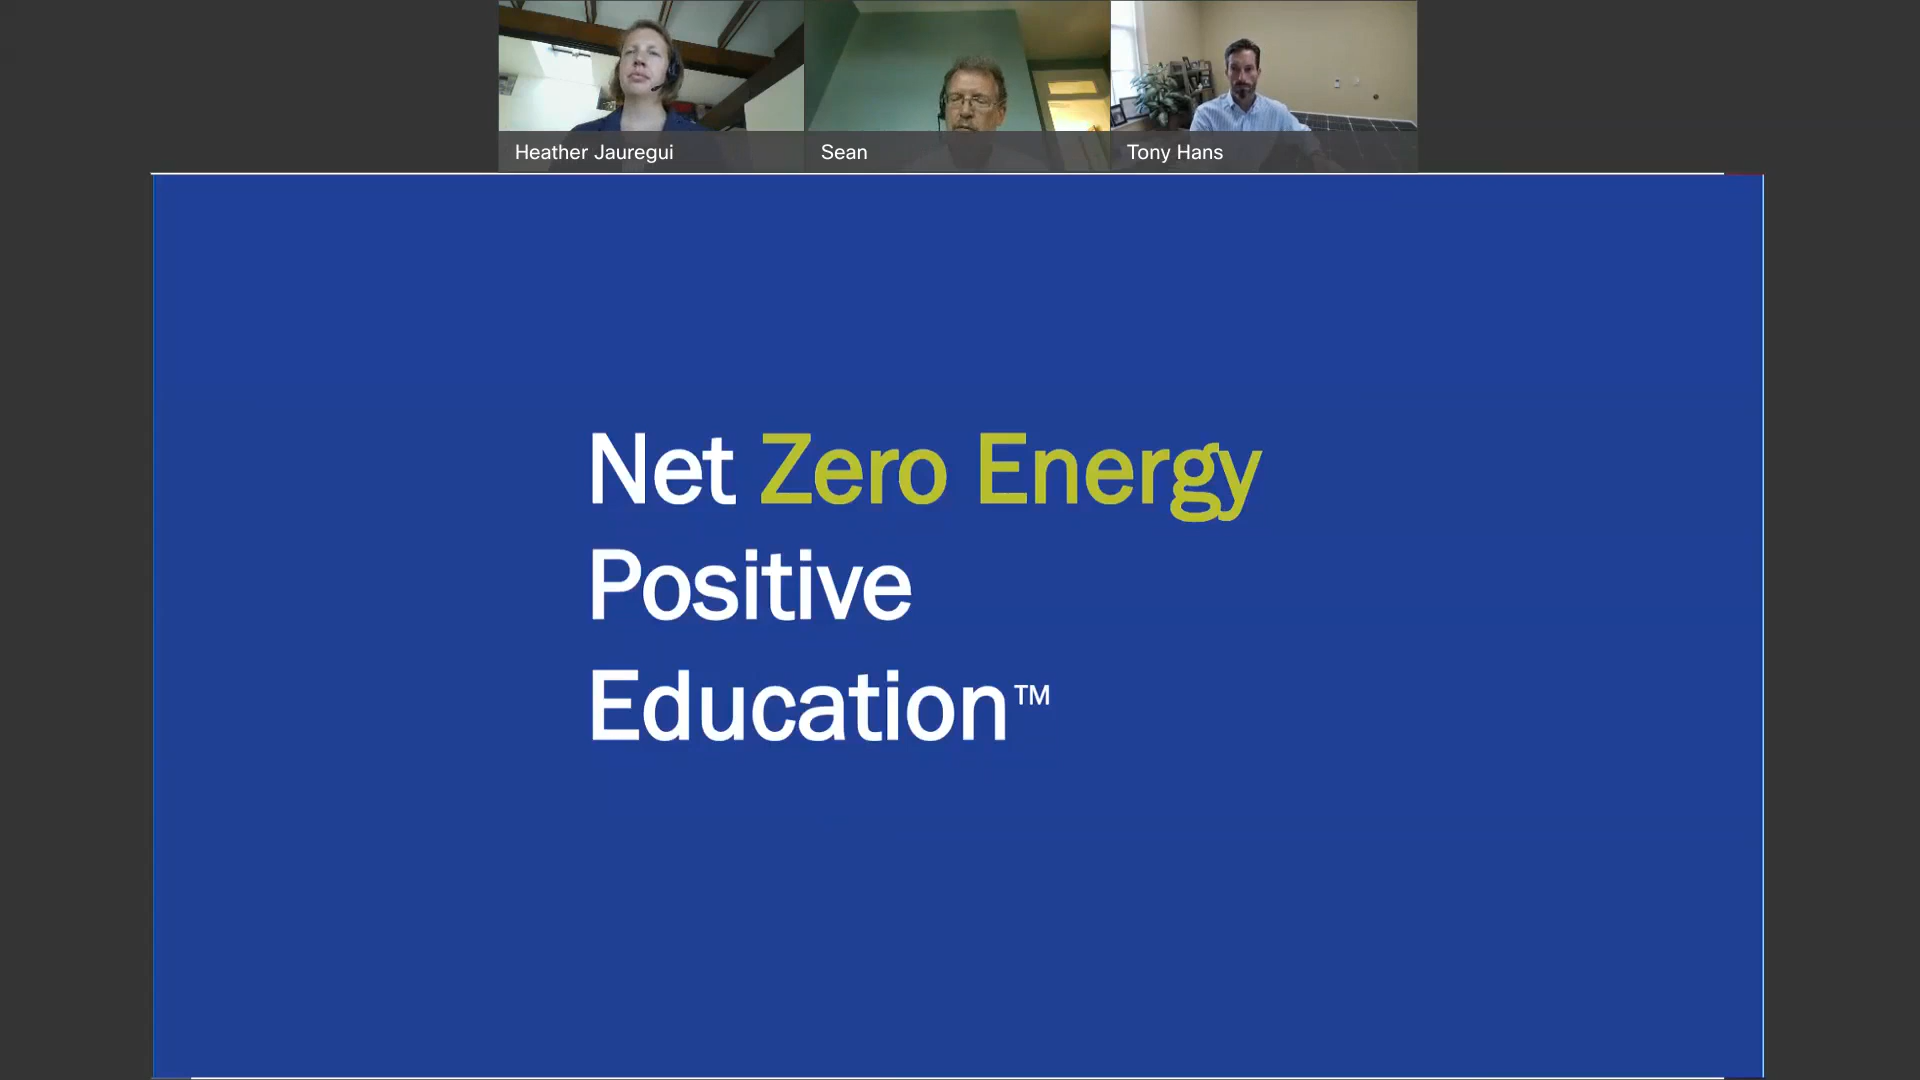 Heather Jauregui
Sean
Tony Hans
Net Zero Energy
Positive
Education™